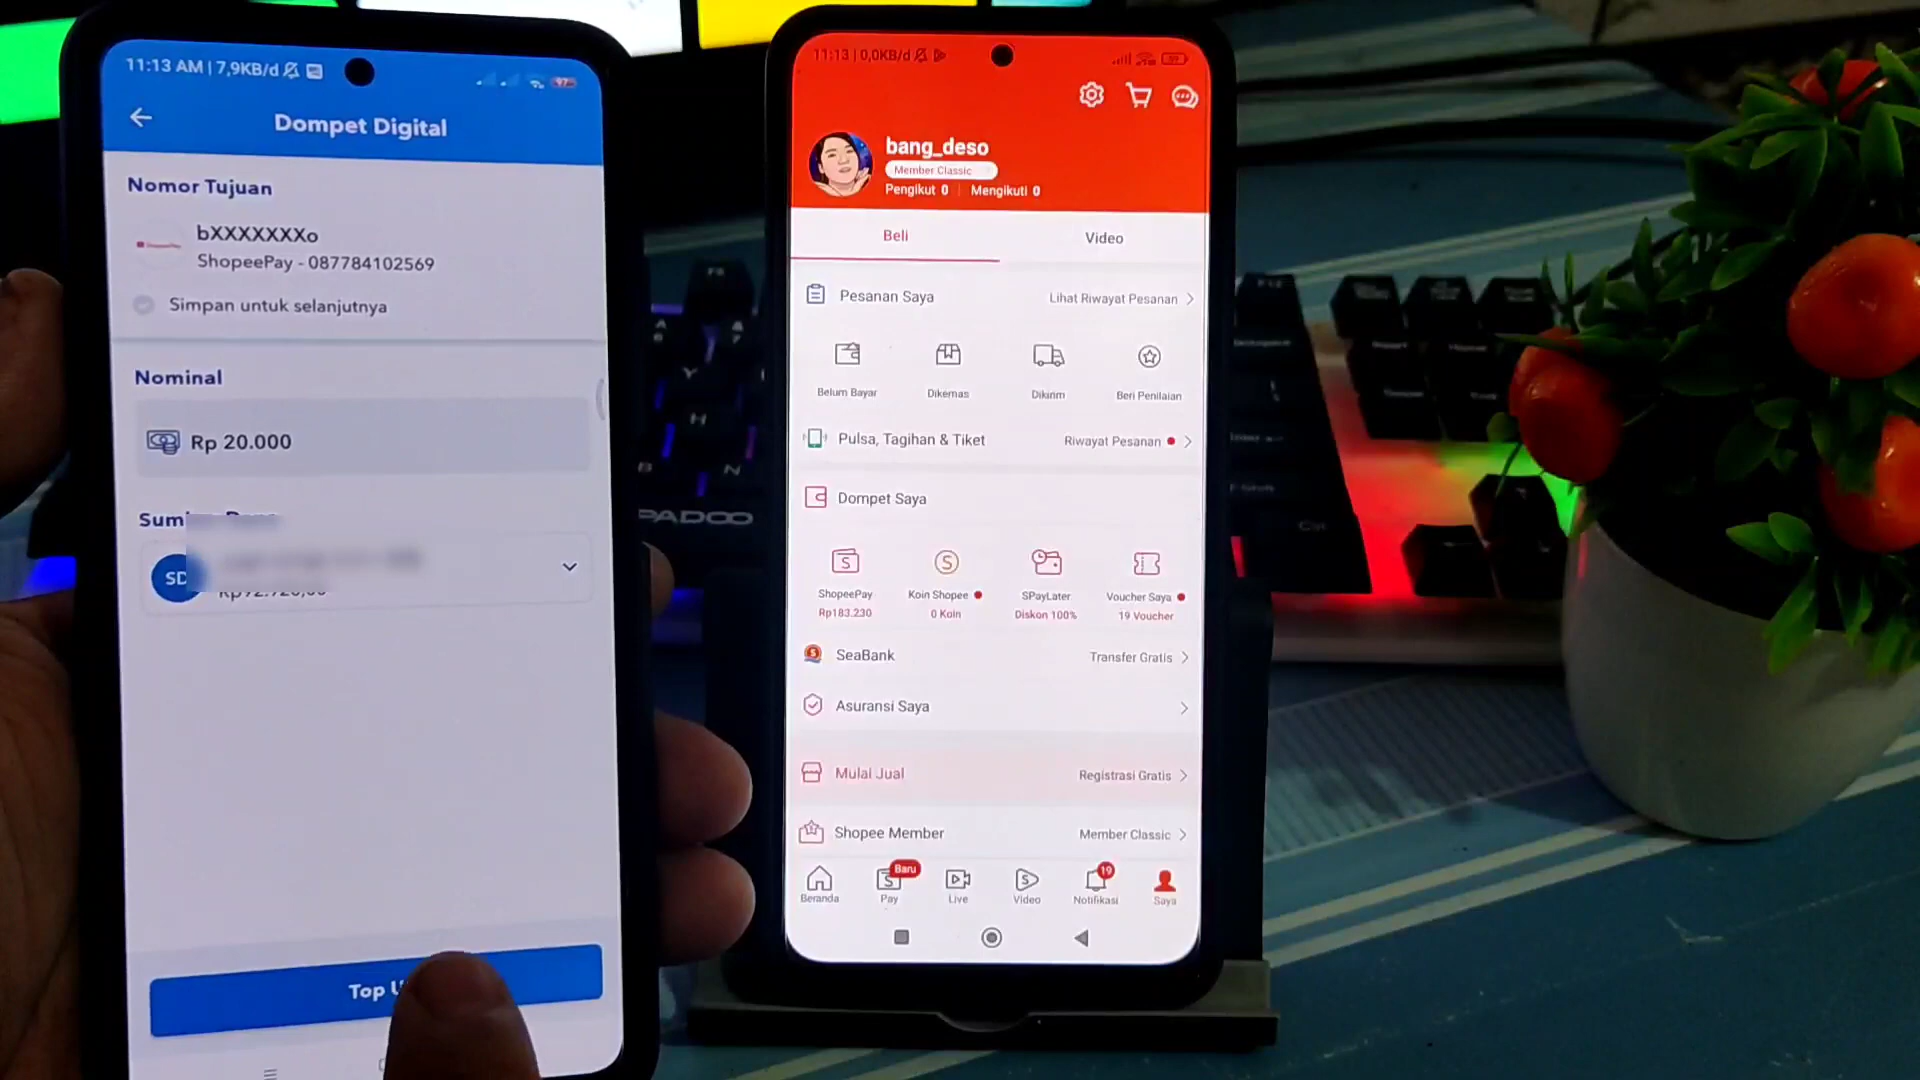 11:13 AM | 7,9KB/d
97
Dompet Digital
Nomor Tujuan
bXXXXXXXo
ShopeePay - 087784102569
Simpan untuk selanjutnya
Nominal
Rp 20.000
SD
Top
11:13 | 0,0KB/d
bang_deso
Member Classic
Pengikut 0 | Mengikuti 0
Beli
Video
Pesanan Saya
Lihat Riwayat Pesanan
Belum Bayar
Dikemas
Dikirim
Beri Penilaian
Pulsa, Tagihan & Tiket
Riwayat Pesanan
Dompet Saya
ShopeePay
Rp183.230
Koin Shopee
0 Koin
SPayLater
Diskon 100%
Voucher Saya
19 Voucher
SeaBank
Transfer Gratis
Asuransi Saya
Mulai Jual
Registrasi Gratis
Shopee Member
Member Classic
Baru
19
Beranda
Pay
Live
Video
Notifikasi
Saya
Y
H
B
N
PADOO